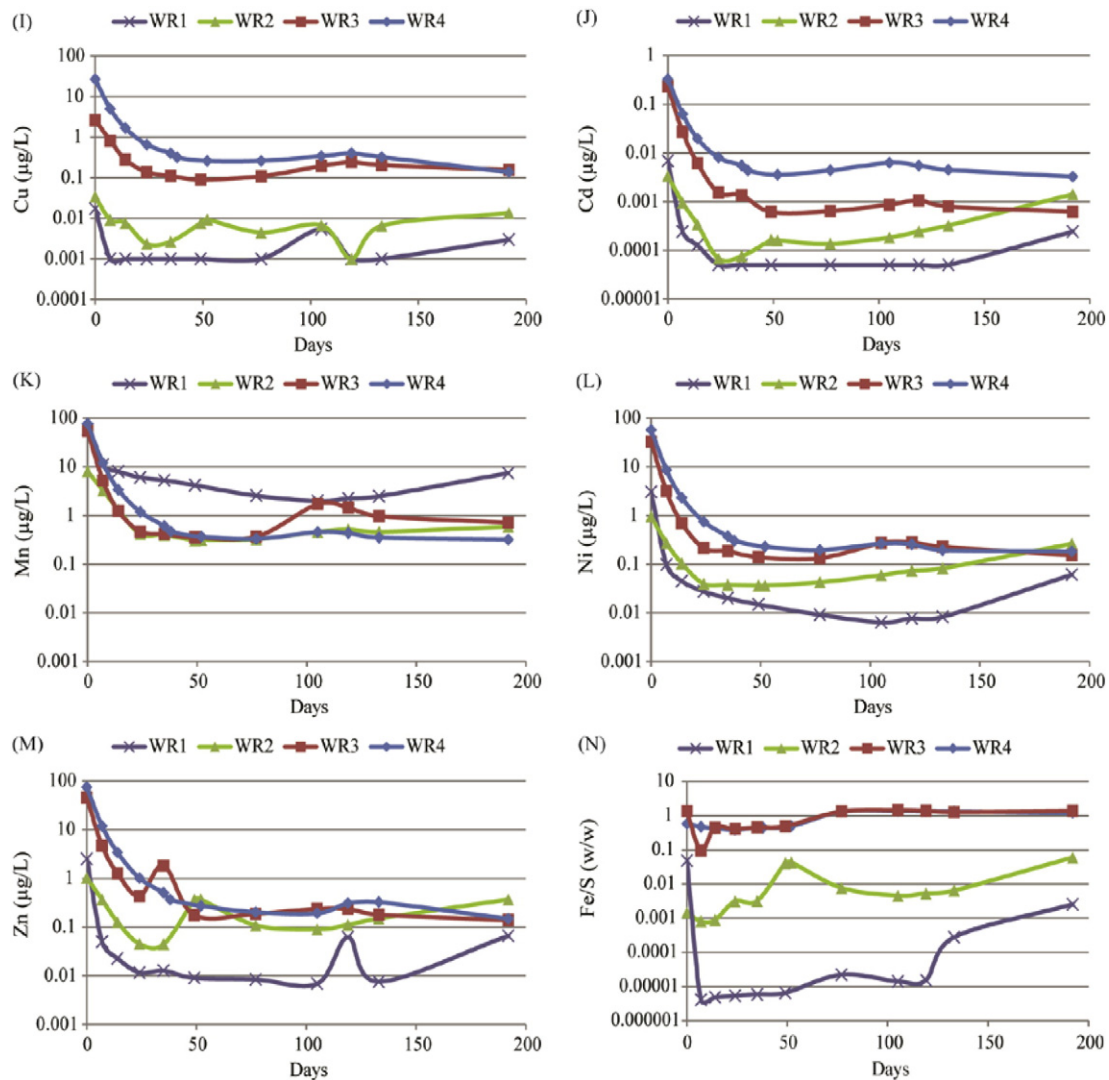 (I) WR1 WR2 WR3 WR4
100
10
1
0.1
0.01
0.001
0.0001
Cu (µg/L)
0 50 100 150 200
Days
(J) WR1 WR2 WR3 WR4
1
0.1
0.01
0.001
0.0001
0.00001
Cd (µg/L)
0 50 100 150 200
Days
(K) WR1 WR2 WR3 WR4
100
10
1
0.1
0.01
0.001
Mn (µg/L)
0 50 100 150 200
Days
(L) WR1 WR2 WR3 WR4
100
10
1
0.1
0.01
0.001
Ni (µg/L)
0 50 100 150 200
Days
(M) WR1 WR2 WR3 WR4
100
10
1
0.1
0.01
0.001
Zn (µg/L)
0 50 100 150 200
Days
(N) WR1 WR2 WR3 WR4
10
1
0.1
0.01
0.001
0.0001
0.00001
0.000001
Fe/S (w/w)
0 50 100 150 200
Days